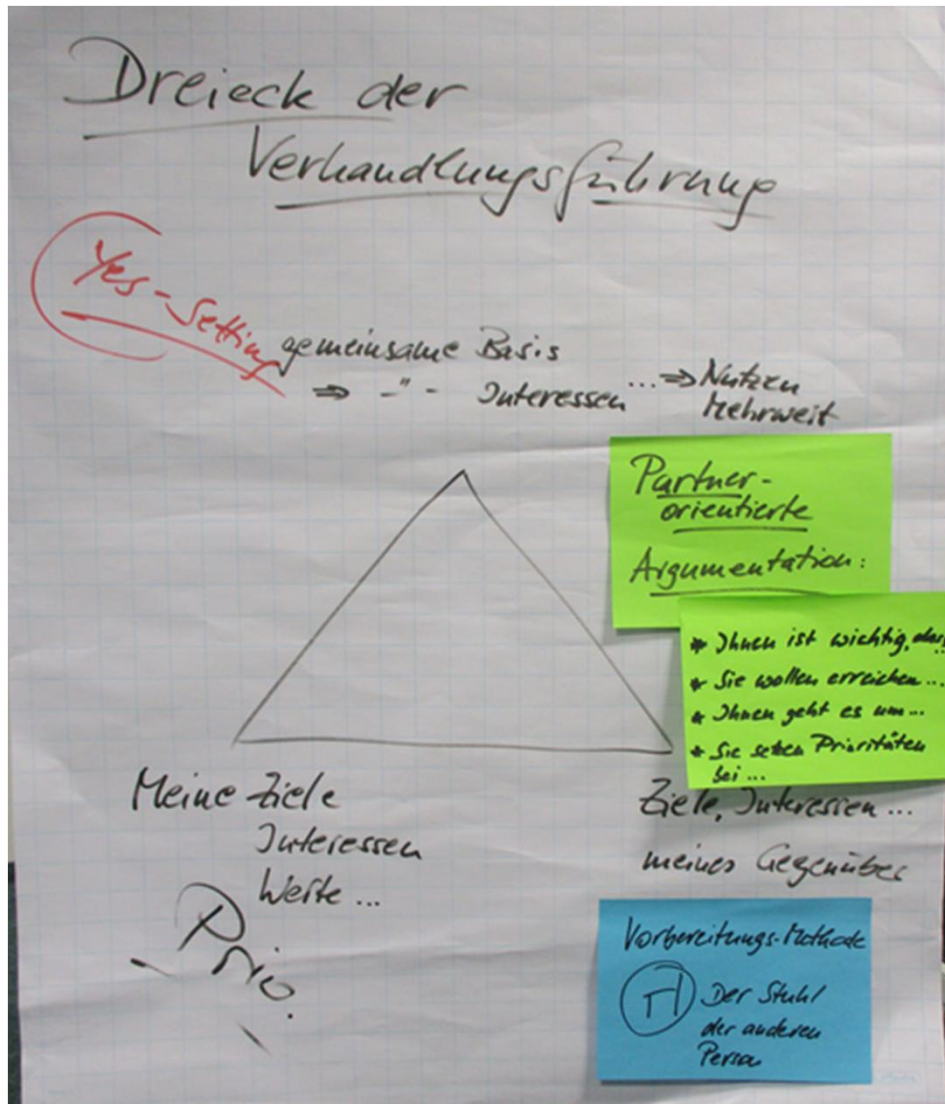 Dreieck der
Verhandlungsführung
Yes-Setting
gemeinsame Basis
⇒ - " - Interessen ... ⇒ Nutzen
Mehrwert
Partner-
orientierte
Argumentation:
* Ihnen ist wichtig, dass...
* Sie wollen erreichen...
* Ihnen geht es um...
* Sie setzen Prioritäten
bei...
Meine Ziele
Interessen
Werte...
Prio.
Ziele, Interessen...
meines Gegenüber
Vorbereitungs-Methode
Der Stuhl
der anderen
Person